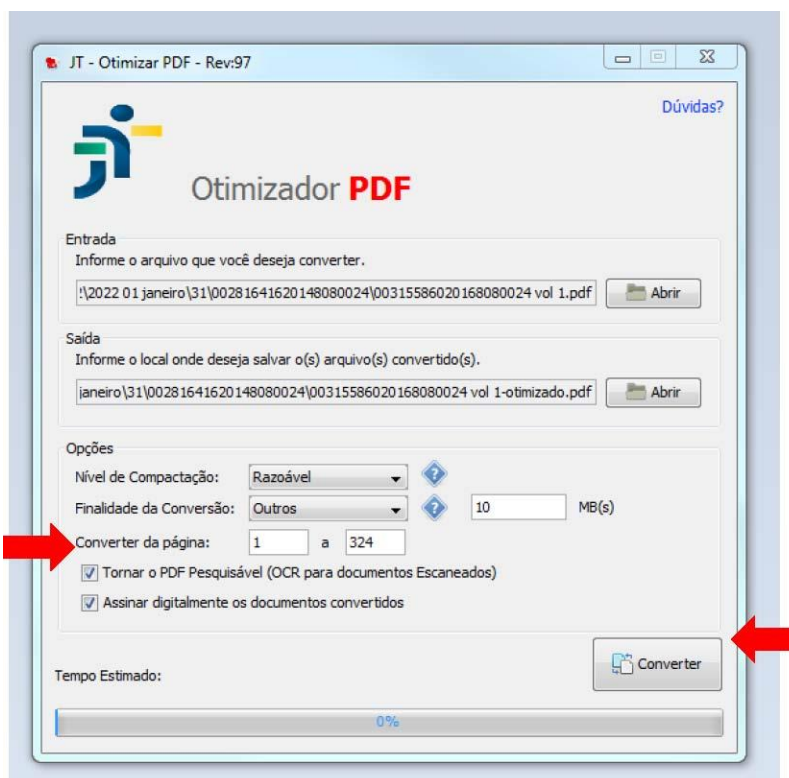 JT - Otimizar PDF - Rev:97
Dúvidas?
Otimizador PDF
Entrada
Informe o arquivo que você deseja converter.
!\2022 01 janeiro\31\00281641620148080024\00315586020168080024 vol 1.pdf Abrir
Saída
Informe o local onde deseja salvar o(s) arquivo(s) convertido(s).
janeiro\31\00281641620148080024\00315586020168080024 vol 1-otimizado.pdf Abrir
Opções
Nível de Compactação: Razoável ?
Finalidade da Conversão: Outros ? 10 MB(s)
Converter da página: 1 a 324
Tornar o PDF Pesquisável (OCR para documentos Escaneados)
Assinar digitalmente os documentos convertidos
Converter
Tempo Estimado:
0%